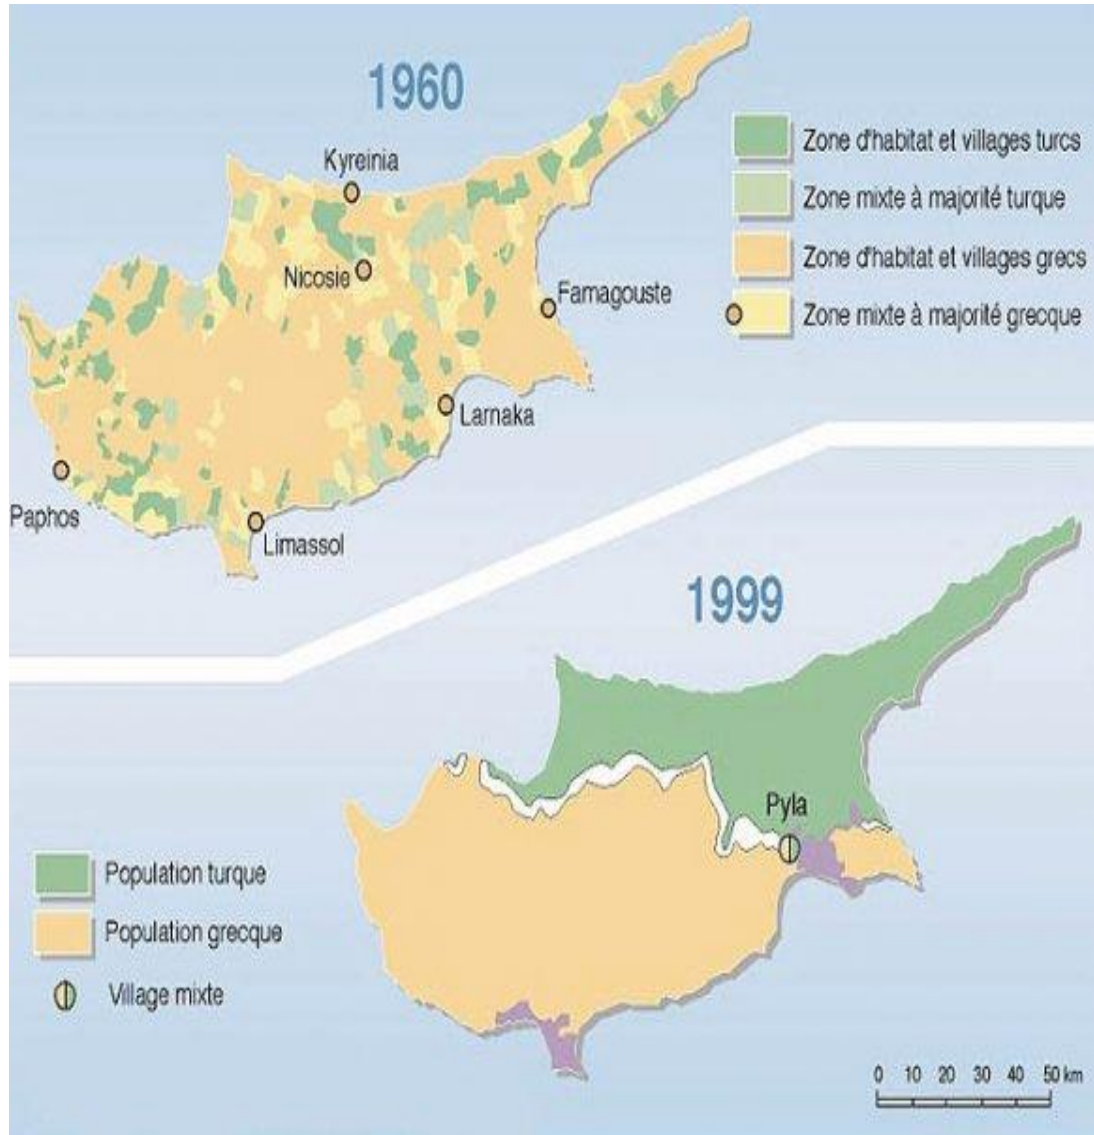 1960
Kyreinia
Nicosie
Famagouste
Larnaka
Paphos
Limassol
Zone d'habitat et villages turcs
Zone mixte à majorité turque
Zone d'habitat et villages grecs
Zone mixte à majorité grecque
1999
Pyla
Population turque
Population grecque
Village mixte
0 10 20 30 40 50 km